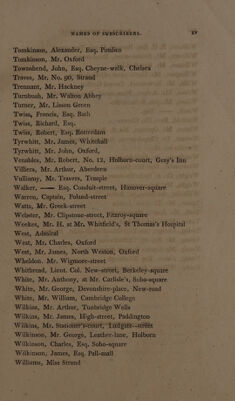 NAMES OF SUBSCRIBERS.
Tomkinson, Alexander, Esq. Pimlico
Tomkinson, Mr. Oxford
Townshend, John, Esq. Cheyne-walk, Chelsea
Traves, Mr. No. 96, Strand
Trennant, Mr. Hackney
Turnbush, Mr. Walton Abbey
Turner, Mr. Lisson Green
Twiss, Francis, Esq. Bath
Twiss, Richard, Esq.
Twiss, Robert, Esq. Rotterdam
Tyrwhitt, Mr. James, Whitehall
Tyrwhitt, Mr. John, Oxford,
Venables, Mr. Robert, No. 12, Holborn-court, Gray's Inn
Villiers, Mr. Arthur, Aberdeen
Vulliamy, Mr. Travers, Temple
Walker, —— Esq. Conduit-street, Hanover-square
Warren, Captain, Poland-street
Watts, Mr. Greek-street
Webster, Mr. Clipstone-street, Fitzroy-square
Weekes, Mr. H. at Mr. Whitfield's, St Thomas's Hospital
West, Admiral
West, Mr. Charles, Oxford
West, Mr. James, North Weston, Oxford
Wheldon. Mr. Wigmore-street
Whitbread, Lieut. Col. New-street, Berkeley-square
White, Mr. Anthony, at Mr. Carlisle's, Soho-square
White, Mr. George, Devonshire-place, New-road
White, Mr. William, Cambridge College
Wilkins, Mr. Arthur, Tunbridge Wells
Wilkins, Mr. James, High-street, Paddington
Wilkins, Mr. Stationer's-court, Ludgate-street
Wilkinson, Mr. George, Leather-lane, Holborn
Wilkinson, Charles, Esq. Soho-square
Wilkinson, James, Esq. Pall-mall
Williams, Miss Strand